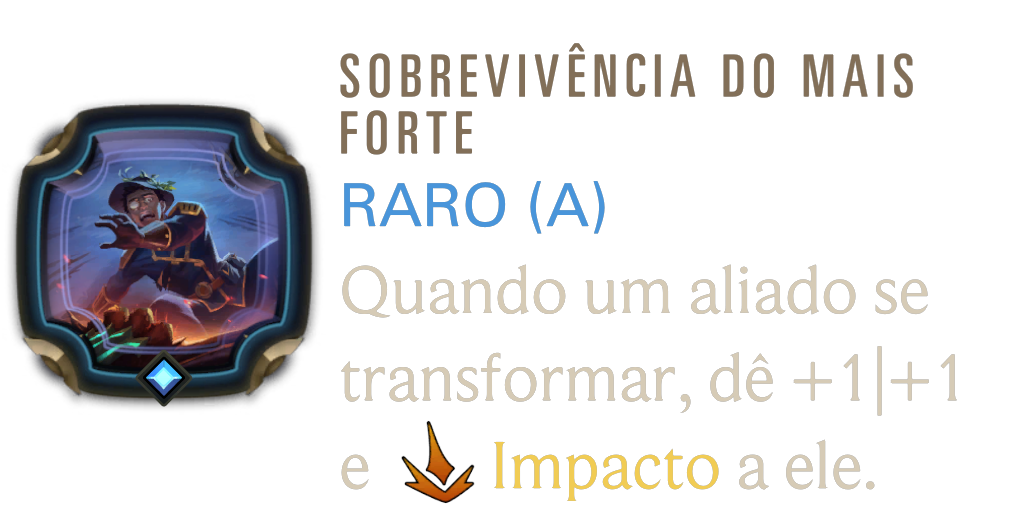 SOBREVIVÊNCIA DO MAIS
FORTE
RARO (A)
Quando um aliado se
transformar, dê +1|+1
e Impacto a ele.